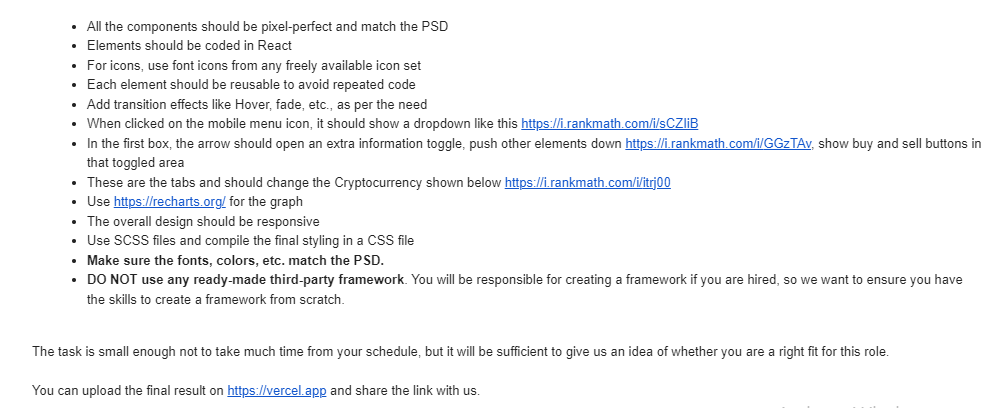 • All the components should be pixel-perfect and match the PSD
• Elements should be coded in React
• For icons, use font icons from any freely available icon set
• Each element should be reusable to avoid repeated code
• Add transition effects like Hover, fade, etc., as per the need
• When clicked on the mobile menu icon, it should show a dropdown like this https://i.rankmath.com/i/sCZIiB
• In the first box, the arrow should open an extra information toggle, push other elements down https://i.rankmath.com/i/GGzTAv, show buy and sell buttons in
that toggled area
• These are the tabs and should change the Cryptocurrency shown below https://i.rankmath.com/i/itrj00
• Use https://recharts.org/ for the graph
• The overall design should be responsive
• Use SCSS files and compile the final styling in a CSS file
• Make sure the fonts, colors, etc. match the PSD.
• DO NOT use any ready-made third-party framework. You will be responsible for creating a framework if you are hired, so we want to ensure you have
the skills to create a framework from scratch.
The task is small enough not to take much time from your schedule, but it will be sufficient to give us an idea of whether you are a right fit for this role.
You can upload the final result on https://vercel.app and share the link with us.